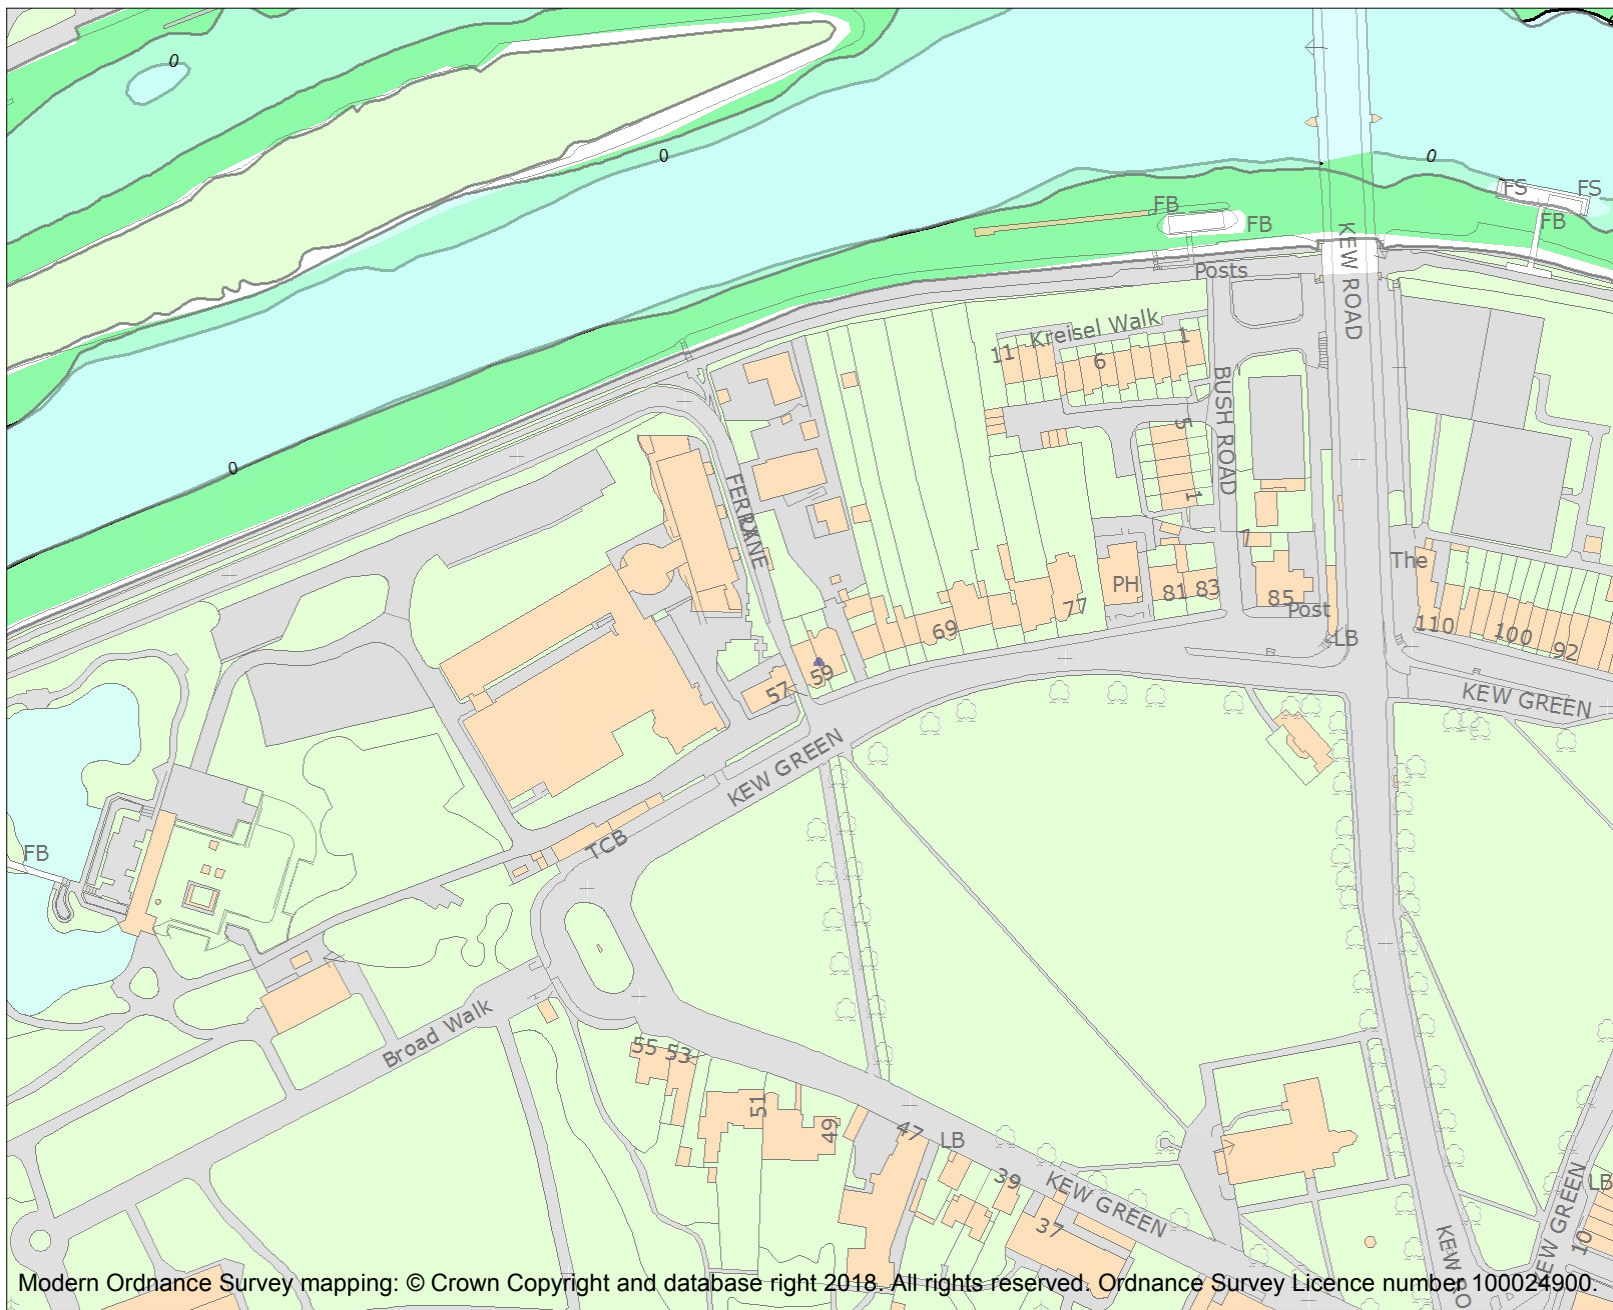 0
0
0
FB
FB
FS
FS
FB
KEW ROAD
Posts
Kreisel Walk
11
6
1
BUSH ROAD
5
1
0
FERRY
LANE
The
PH
81
83
7
85
Post
77
69
LB
110
100
92
59
57
KEW GREEN
KEW GREEN
TCB
FB
Broad Walk
55
53
51
49
47
LB
39
KEW GREEN
37
KEW GREEN
LB
10
KEW RO
Modern Ordnance Survey mapping: © Crown Copyright and database right 2018. All rights reserved. Ordnance Survey Licence number 100024900.